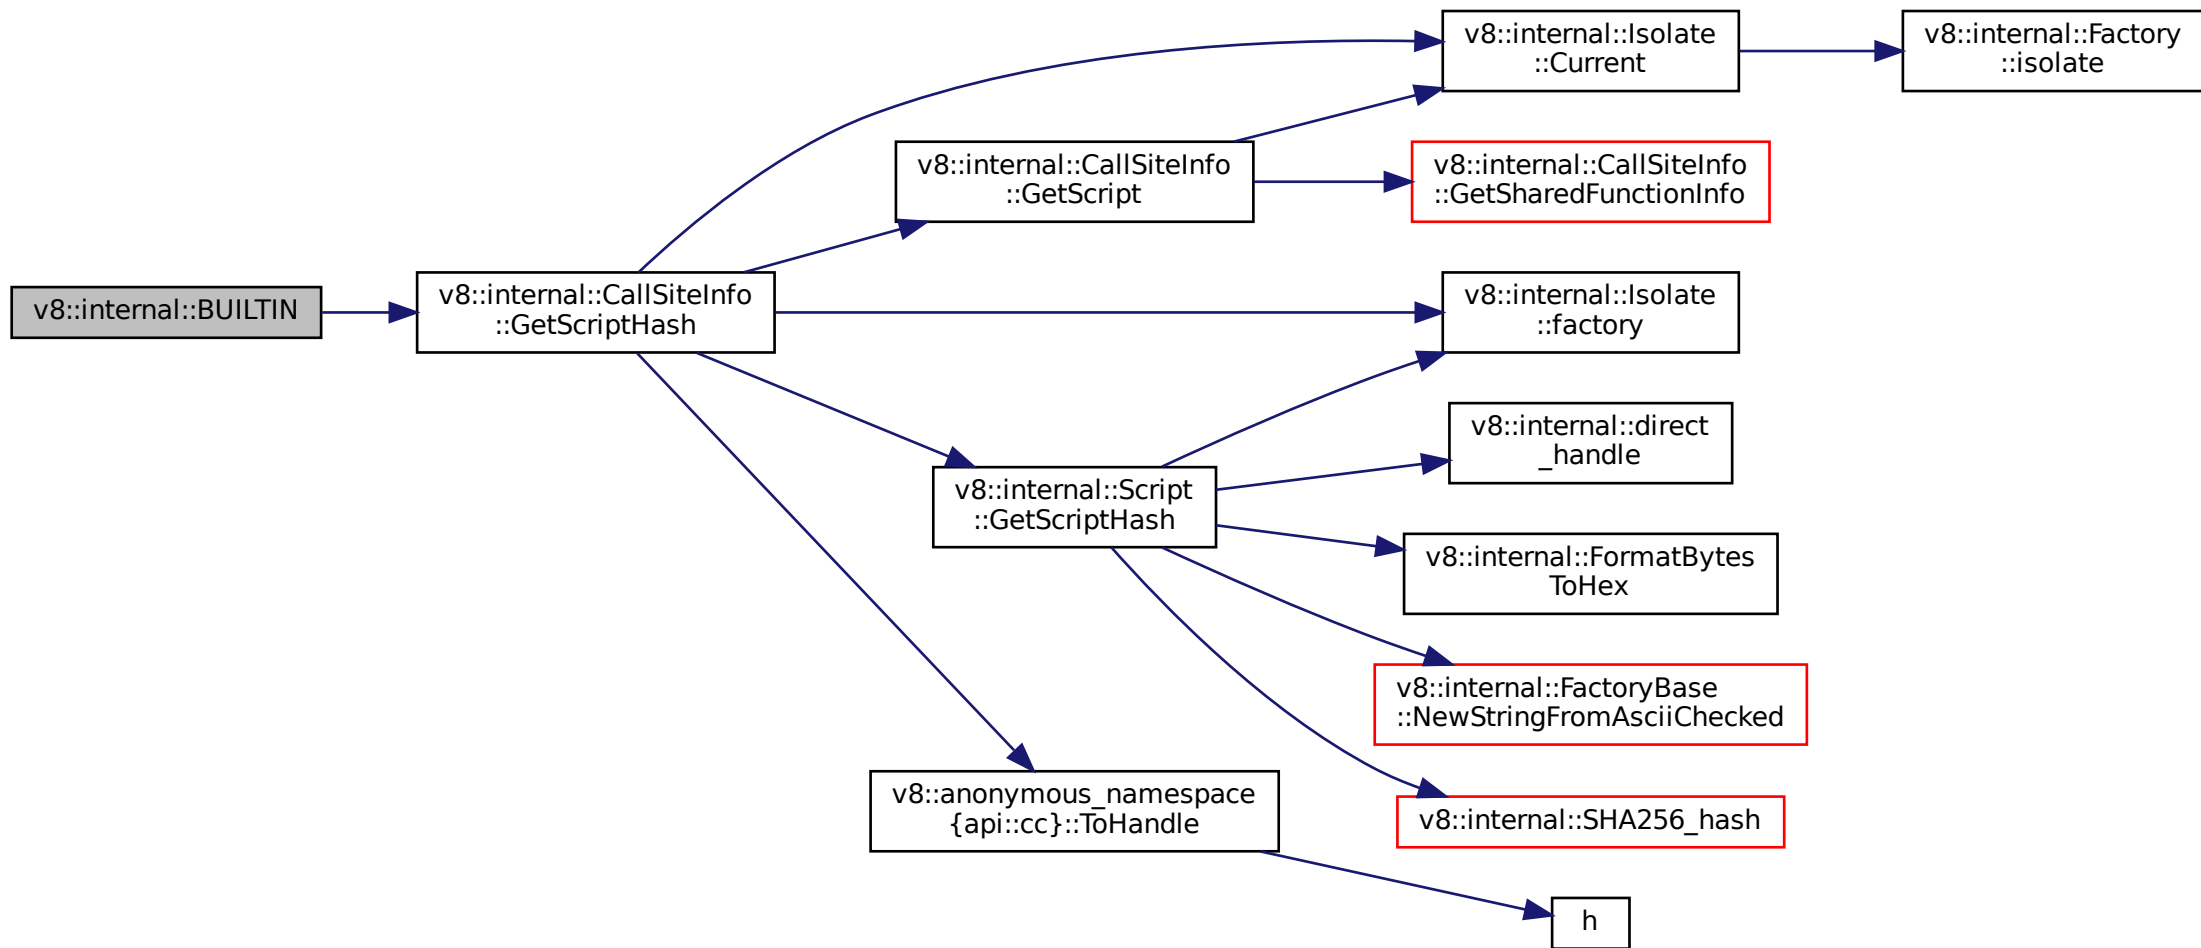 v8::internal::BUILTIN
v8::internal::CallSiteInfo
::GetScriptHash
v8::internal::Isolate
::Current
v8::internal::Factory
::isolate
v8::internal::CallSiteInfo
::GetScript
v8::internal::CallSiteInfo
::GetSharedFunctionInfo
v8::internal::Isolate
::factory
v8::internal::Script
::GetScriptHash
v8::internal::direct
_handle
v8::internal::FormatBytes
ToHex
v8::internal::FactoryBase
::NewStringFromAsciiChecked
v8::internal::SHA256_hash
v8::anonymous_namespace
{api::cc}::ToHandle
h